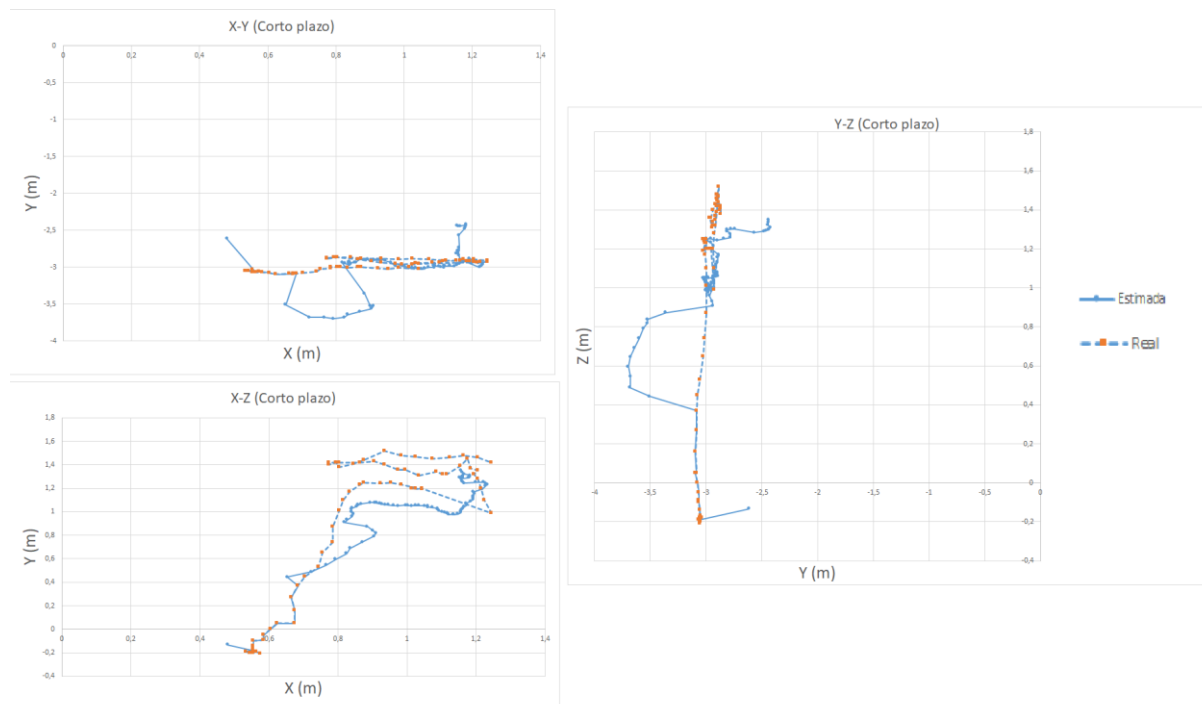 X-Y (Corto plazo)
0
0 0,2 0,4 0,6 0,8 1 1,2 1,4
-0,5
-1
-1,5
-2
-2,5
-3
-3,5
-4
Y (m)
X (m)
Y-Z (Corto plazo)
1,8
1,6
1,4
1,2
1
0,8
0,6
0,4
0,2
0
-4 -3,5 -3 -2,5 -2 -1,5 -1 -0,5 0
-0,2
-0,4
Z (m)
Y (m)
Estimada
Real
X-Z (Corto plazo)
1,8
1,6
1,4
1,2
1
0,8
0,6
0,4
0,2
0
0 0,2 0,4 0,6 0,8 1 1,2 1,4
-0,2
-0,4
Y (m)
X (m)